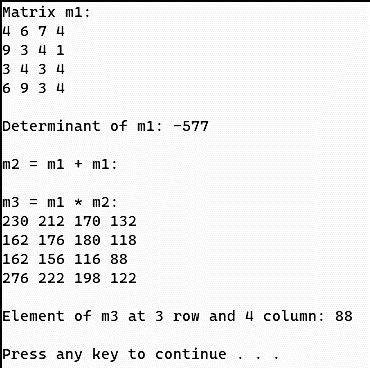 Matrix m1:
4 6 7 4
9 3 4 1
3 4 3 4
6 9 3 4
Determinant of m1: -577
m2 = m1 + m1:
m3 = m1 * m2:
230 212 170 132
162 176 180 118
162 156 116 88
276 222 198 122
Element of m3 at 3 row and 4 column: 88
Press any key to continue . . .